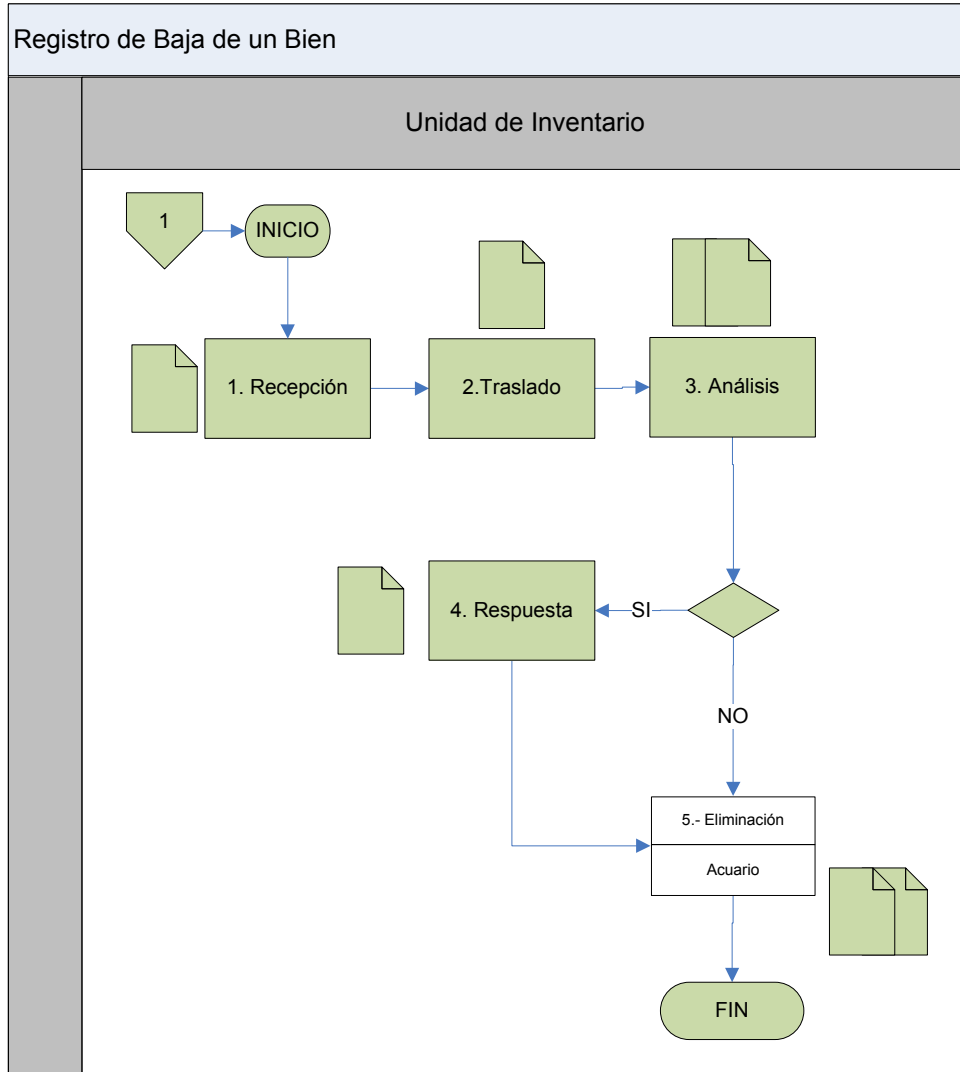 Registro de Baja de un Bien
Unidad de Inventario
1
INICIO
1. Recepción
2.Traslado
3. Análisis
4. Respuesta
SI
NO
5.- Eliminación
Acuario
FIN